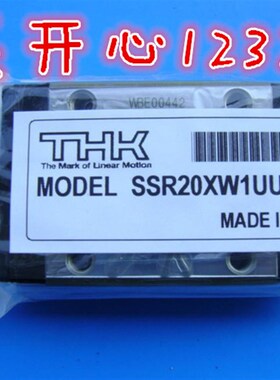 开心123
WBE00442
THK
The Mark of Linear Motion
MODEL SSR20XW1UU
MADE I